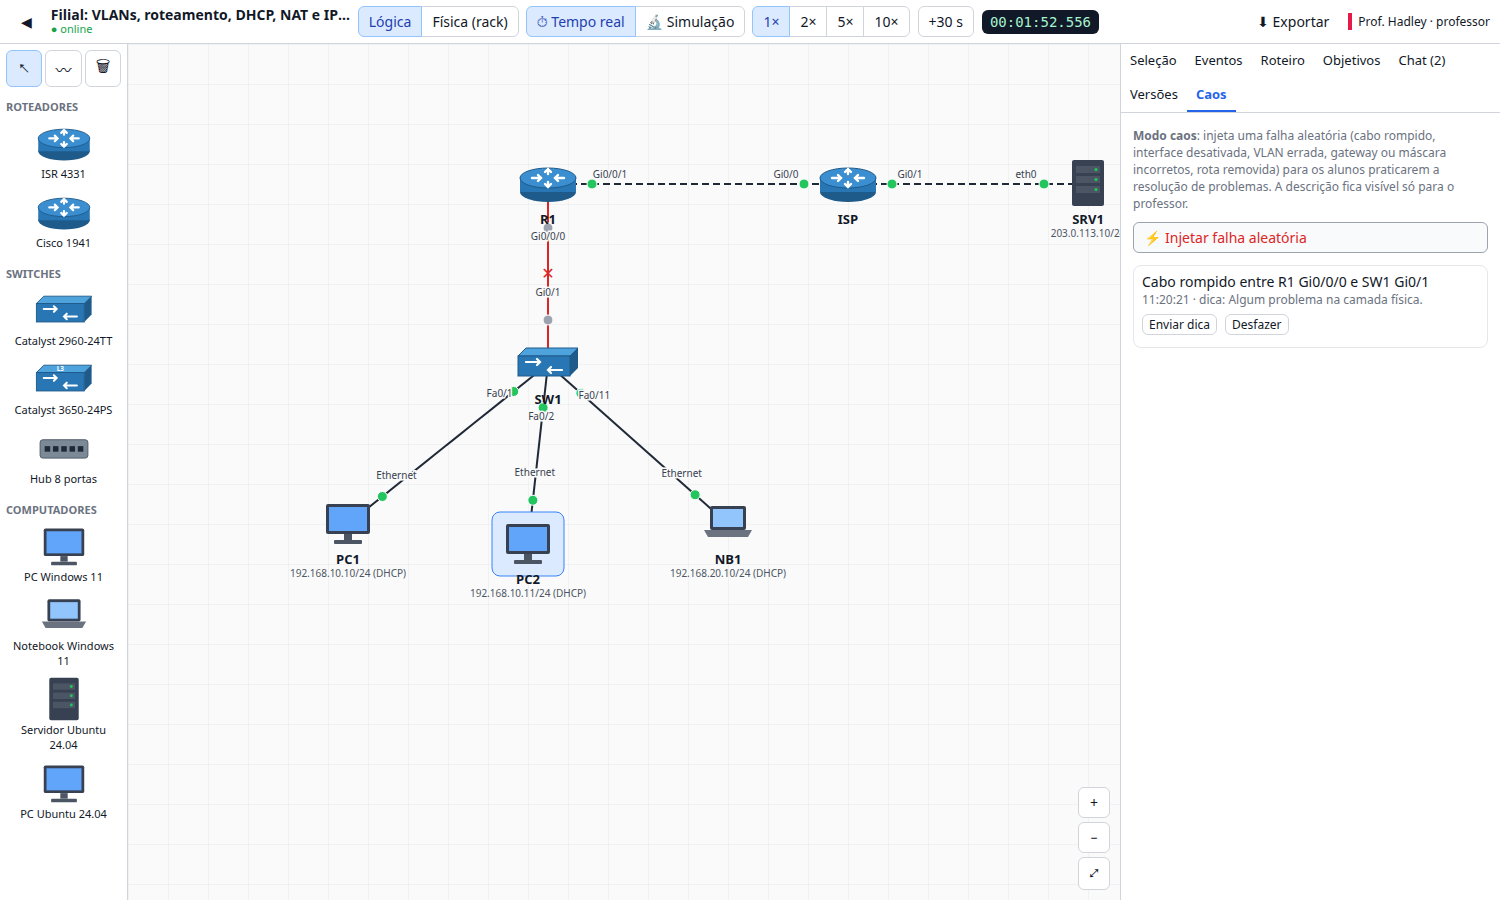 ◀ Filial: VLANs, roteamento, DHCP, NAT e IP...
● online
Lógica Física (rack) ⏱ Tempo real 🔬 Simulação 1× 2× 5× 10× +30 s 00:01:52.556
⬇ Exportar Prof. Hadley · professor
ROTEADORES
ISR 4331
Cisco 1941
SWITCHES
Catalyst 2960-24TT
L3
Catalyst 3650-24PS
Hub 8 portas
COMPUTADORES
PC Windows 11
Notebook Windows
11
Servidor Ubuntu
24.04
PC Ubuntu 24.04
Gi0/0/1
Gi0/0
Gi0/1
eth0
R1
ISP
SRV1
203.0.113.10/2
Gi0/0/0
Gi0/1
Fa0/1
SW1
Fa0/11
Fa0/2
Ethernet
Ethernet
Ethernet
PC1
192.168.10.10/24 (DHCP)
PC2
192.168.10.11/24 (DHCP)
NB1
192.168.20.10/24 (DHCP)
+
−
⤢
Seleção Eventos Roteiro Objetivos Chat (2)
Versões Caos
Modo caos: injeta uma falha aleatória (cabo rompido,
interface desativada, VLAN errada, gateway ou máscara
incorretos, rota removida) para os alunos praticarem a
resolução de problemas. A descrição fica visível só para o
professor.
⚡ Injetar falha aleatória
Cabo rompido entre R1 Gi0/0/0 e SW1 Gi0/1
11:20:21 · dica: Algum problema na camada física.
Enviar dica Desfazer